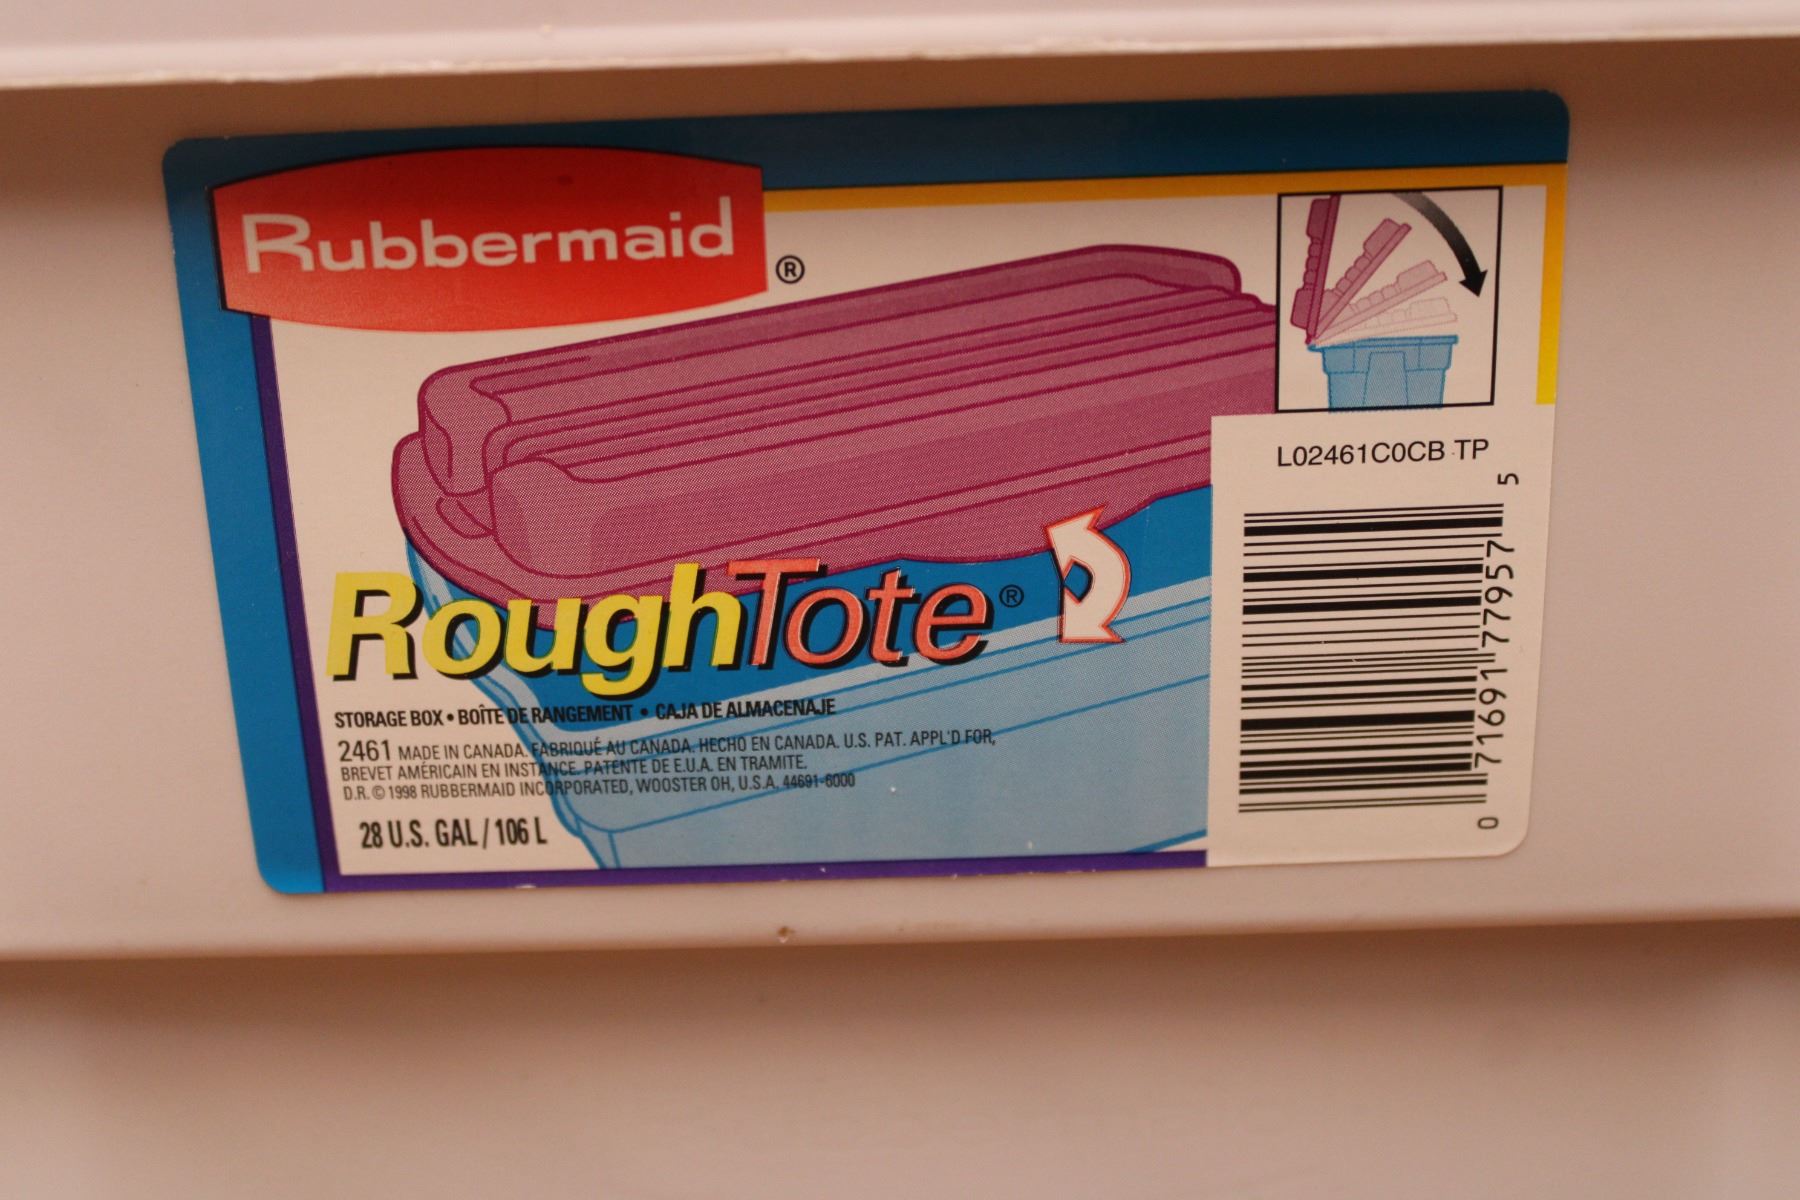 Rubbermaid ®
RoughTote®
STORAGE BOX • BOÎTE DE RANGEMENT • CAJA DE ALMACENAJE
2461 MADE IN CANADA. FABRIQUÉ AU CANADA. HECHO EN CANADA. U.S. PAT. APPL'D FOR,
BREVET AMÉRICAIN EN INSTANCE. PATENTE DE E.U.A. EN TRAMITE.
D.R. © 1998 RUBBERMAID INCORPORATED, WOOSTER OH, U.S.A. 44691-6000
28 U.S. GAL / 106 L
L02461C0CB TP
0 71691 77957 5